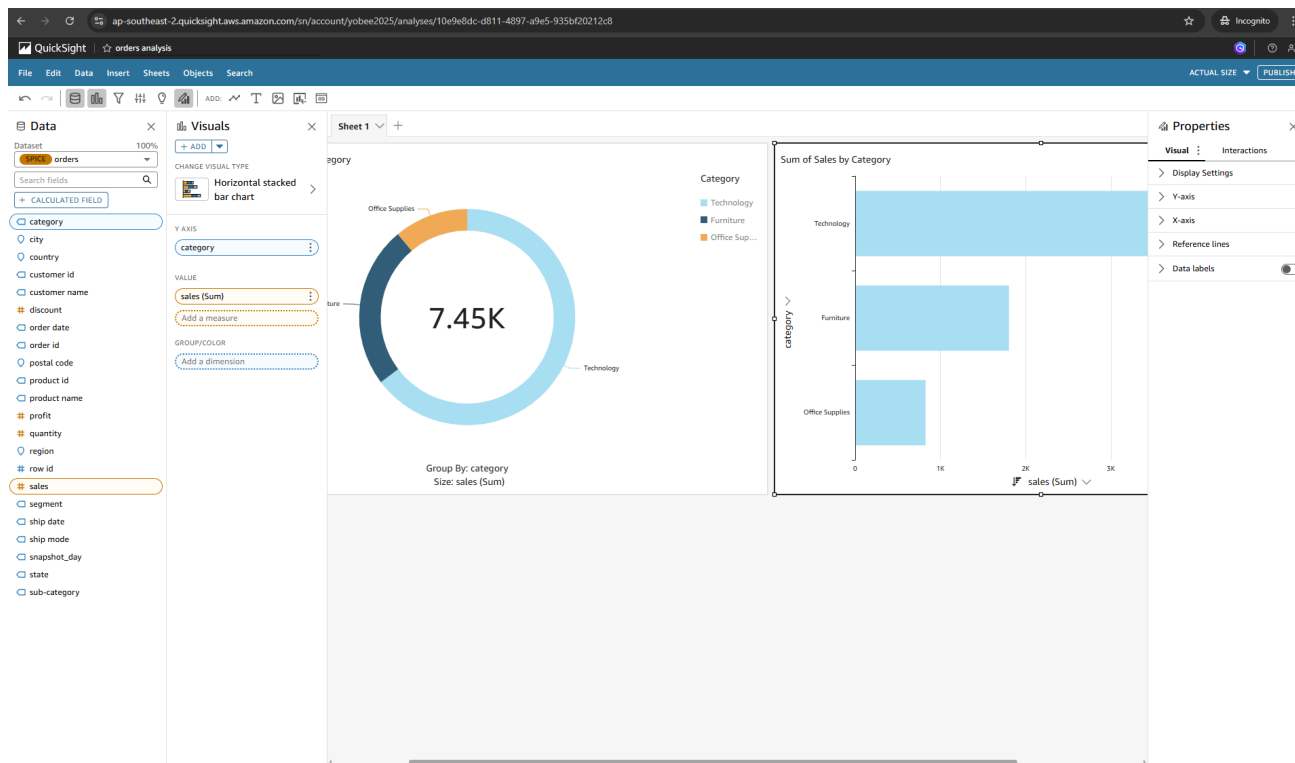 ap-southeast-2.quicksight.aws.amazon.com/sn/account/yobee2025/analyses/10e9e8dc-d811-4897-a9e5-935bf20212c8
Incognito
QuickSight
orders analysis
File Edit Data Insert Sheets Objects Search
ACTUAL SIZE
PUBLISH
ADD:
Data
Dataset 100%
SPICE orders
Search fields
+ CALCULATED FIELD
category
city
country
customer id
customer name
# discount
order date
order id
postal code
product id
product name
# profit
# quantity
region
# row id
# sales
segment
ship date
ship mode
snapshot_day
state
sub-category
Visuals
+ ADD
CHANGE VISUAL TYPE
Horizontal stacked
bar chart
Y AXIS
category
VALUE
sales (Sum)
Add a measure
GROUP/COLOR
Add a dimension
Sheet 1
egory
Category
Technology
Furniture
Office Sup...
Office Supplies
ture
7.45K
Technology
Group By: category
Size: sales (Sum)
Sum of Sales by Category
Technology
Furniture
Office Supplies
category
0 1K 2K 3K
sales (Sum)
Properties
Visual Interactions
Display Settings
Y-axis
X-axis
Reference lines
Data labels